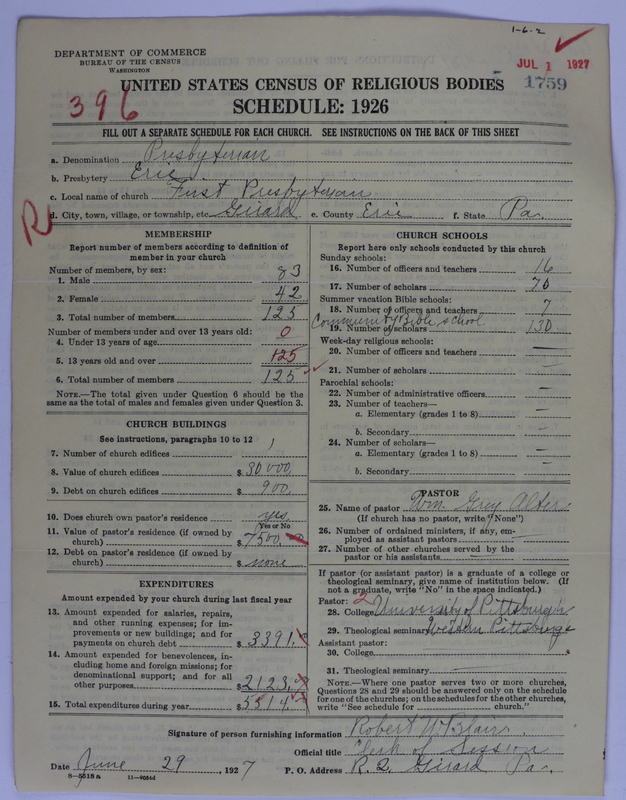 1-6-2
DEPARTMENT OF COMMERCE
BUREAU OF THE CENSUS
WASHINGTON
JUL 1 1927
1759
396
UNITED STATES CENSUS OF RELIGIOUS BODIES
SCHEDULE: 1926
FILL OUT A SEPARATE SCHEDULE FOR EACH CHURCH. SEE INSTRUCTIONS ON THE BACK OF THIS SHEET
a. Denomination Presbyterian
b. Presbytery Erie
c. Local name of church First Presbyterian
d. City, town, village, or township, etc. Girard e. County Erie f. State Pa.
R
MEMBERSHIP
Report number of members according to definition of
member in your church
Number of members, by sex:
1. Male 83
2. Female 42
3. Total number of members 125
Number of members under and over 13 years old:
4. Under 13 years of age 0
5. 13 years old and over 125
6. Total number of members 125
NOTE.—The total given under Question 6 should be
same as the total of males and females given under Question 3.
CHURCH BUILDINGS
See instructions, paragraphs 10 to 12
7. Number of church edifices 1
8. Value of church edifices $ 30000.
9. Debt on church edifices $ 900.
10. Does church own pastor's residence yes
Yes or No
11. Value of pastor's residence (if owned by
church) $ 7500.
12. Debt on pastor's residence (if owned by
church) $ none
EXPENDITURES
Amount expended by your church during last fiscal year
13. Amount expended for salaries, repairs,
and other running expenses; for im-
provements or new buildings; and for
payments on church debt $ 3391.
14. Amount expended for benevolences, in-
cluding home and foreign missions; for
denominational support; and for all
other purposes $ 2123.
15. Total expenditures during year $ 5514.
CHURCH SCHOOLS
Report here only schools conducted by this church
Sunday schools:
16. Number of officers and teachers 16
17. Number of scholars 70
Summer vacation Bible schools:
18. Number of officers and teachers 7
Community Bible school
19. Number of scholars 130
Week-day religious schools:
20. Number of officers and teachers —
21. Number of scholars —
Parochial schools:
22. Number of administrative officers —
23. Number of teachers—
a. Elementary (grades 1 to 8) —
b. Secondary —
24. Number of scholars—
a. Elementary (grades 1 to 8) —
b. Secondary
PASTOR
25. Name of pastor Wm. Grey Alter
(If church has no pastor, write "None")
26. Number of ordained ministers, if any, em-
ployed as assistant pastors
27. Number of other churches served by the
pastor or his assistants
If pastor (or assistant pastor) is a graduate of a college or
theological seminary, give name of institution below. (If
not a graduate, write "No" in the space indicated.)
Pastor: 2
28. College University of Pittsburgh
29. Theological seminary Western Pittsburg
Assistant pastor:
30. College
31. Theological seminary
NOTE.—Where one pastor serves two or more churches,
Questions 28 and 29 should be answered only on the schedule
for one of the churches; on the schedules for the other churches,
write "See schedule for church."
Signature of person furnishing information Robert W Blair
Official title Clerk of Session
Date June 29, 1927 P. O. Address R. 2. Girard Pa.